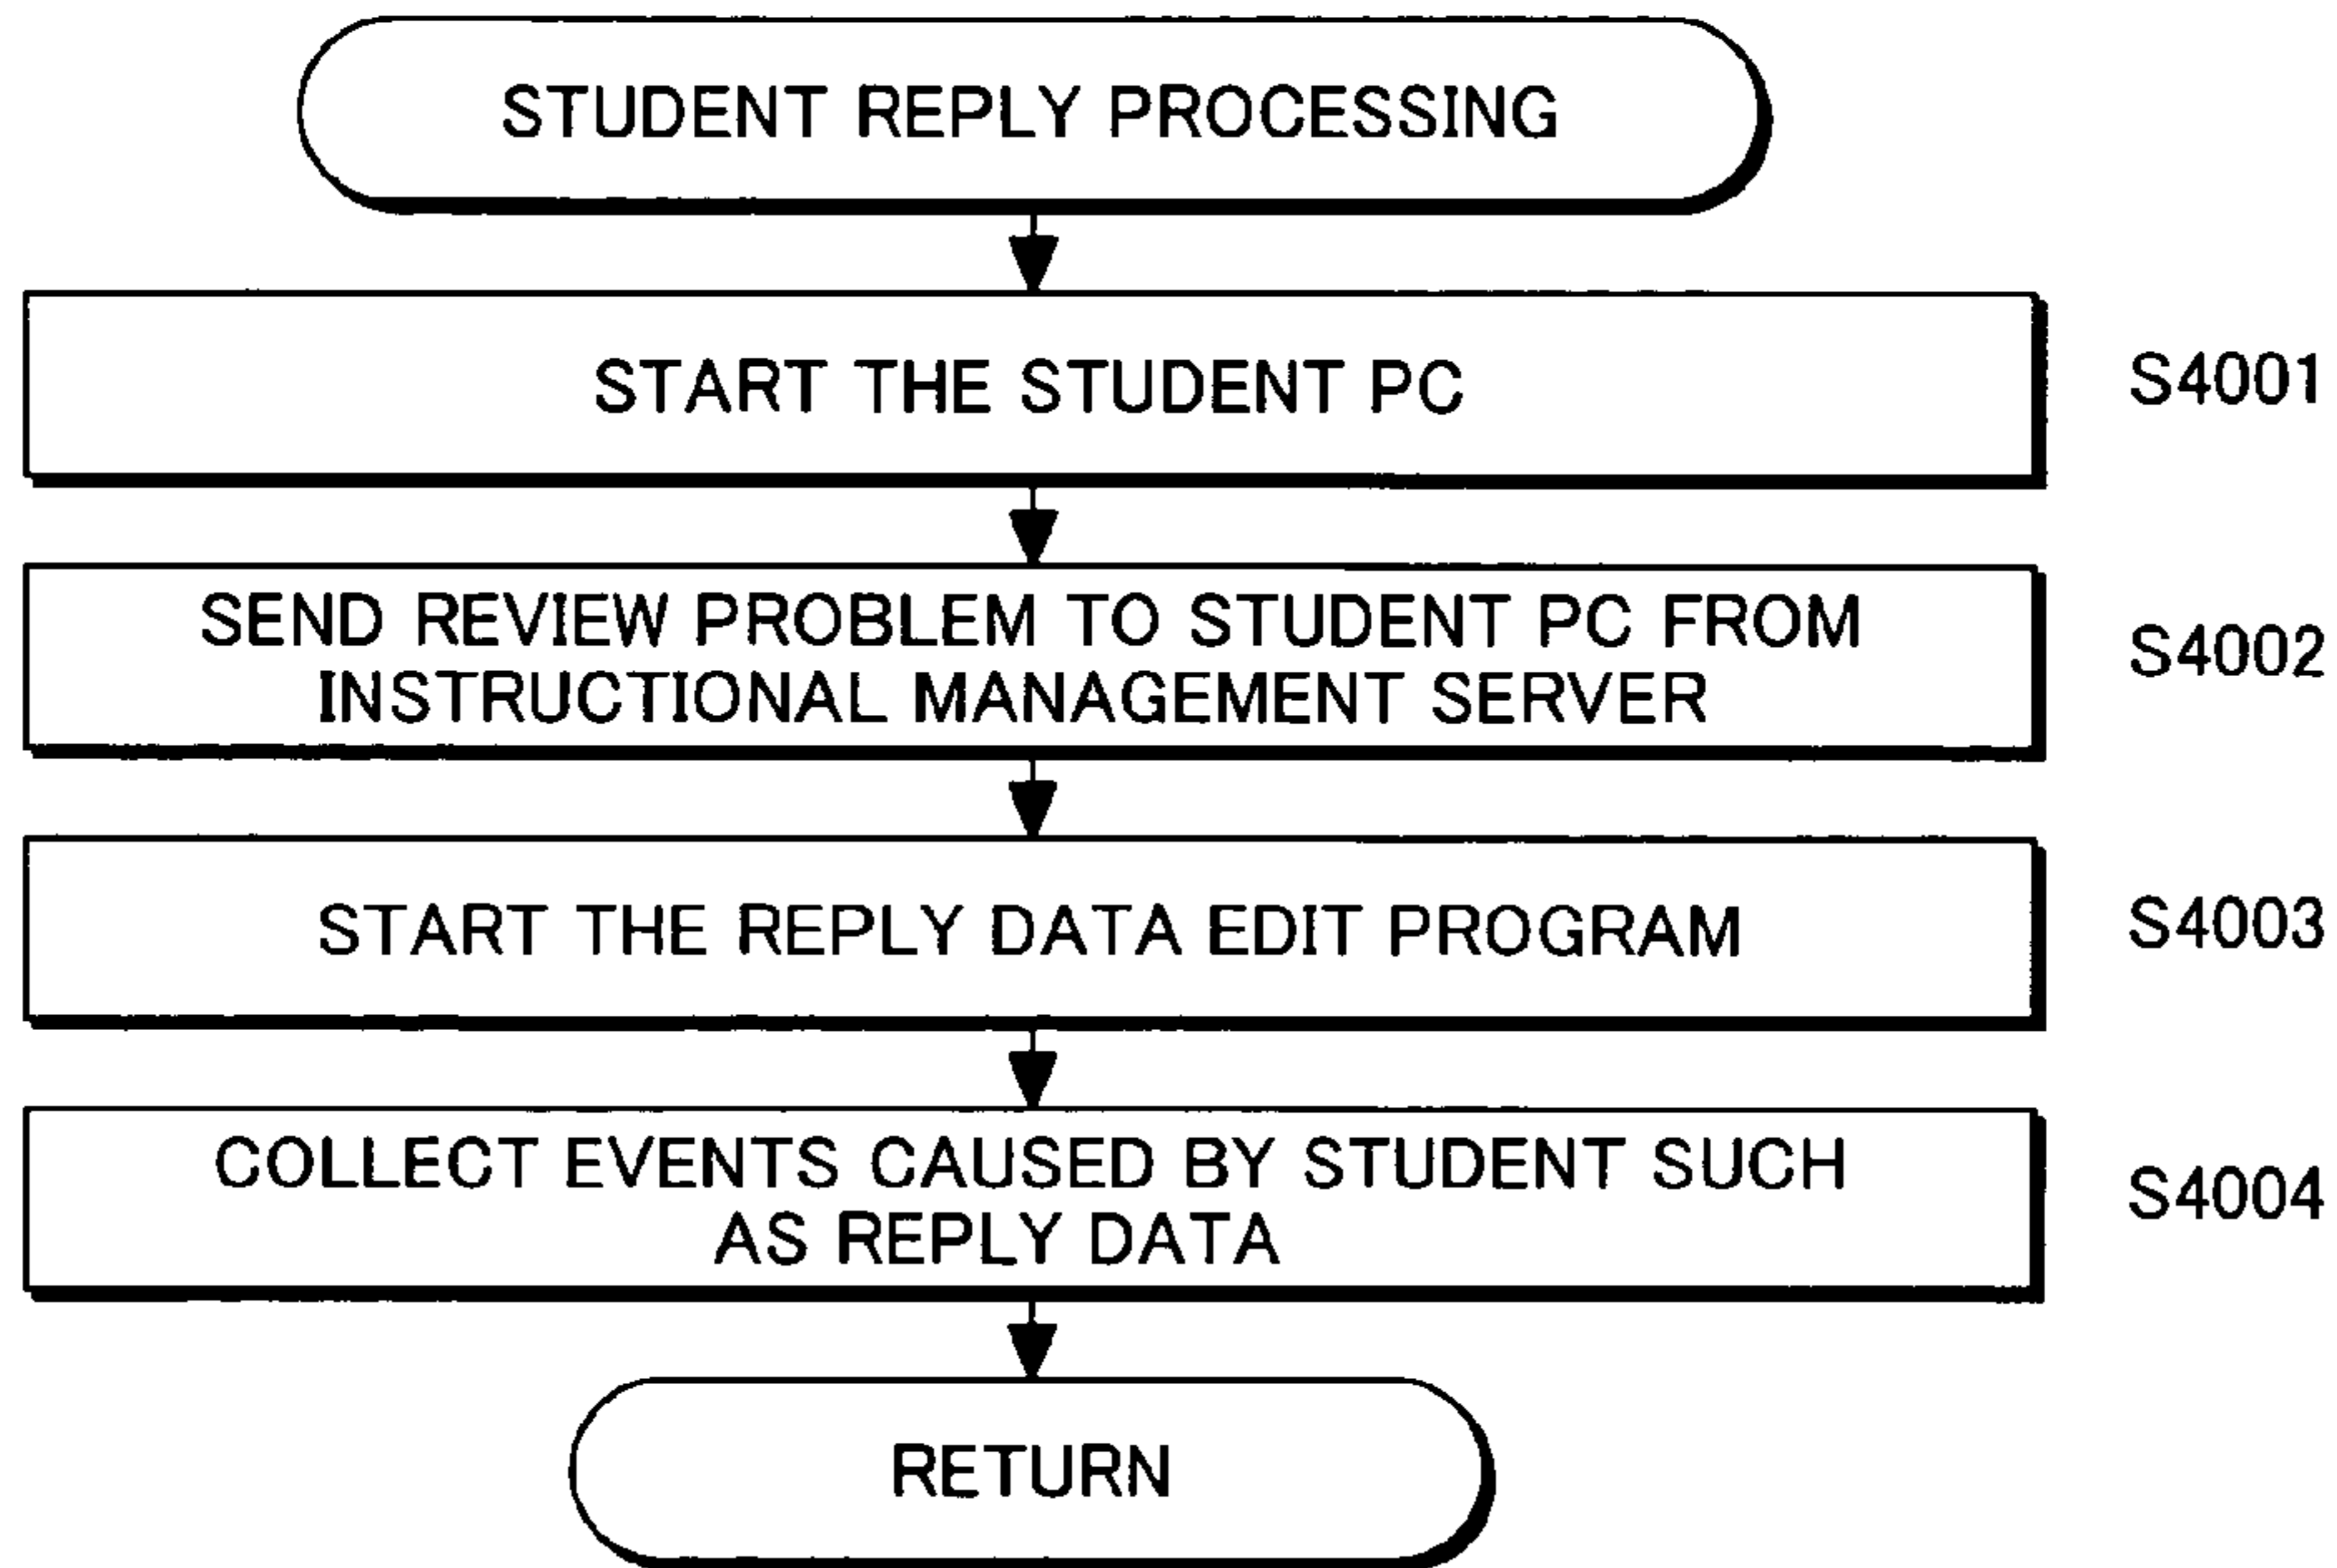 STUDENT REPLY PROCESSING
START THE STUDENT PC
S4001
SEND REVIEW PROBLEM TO STUDENT PC FROM
INSTRUCTIONAL MANAGEMENT SERVER
S4002
START THE REPLY DATA EDIT PROGRAM
S4003
COLLECT EVENTS CAUSED BY STUDENT SUCH
AS REPLY DATA
S4004
RETURN